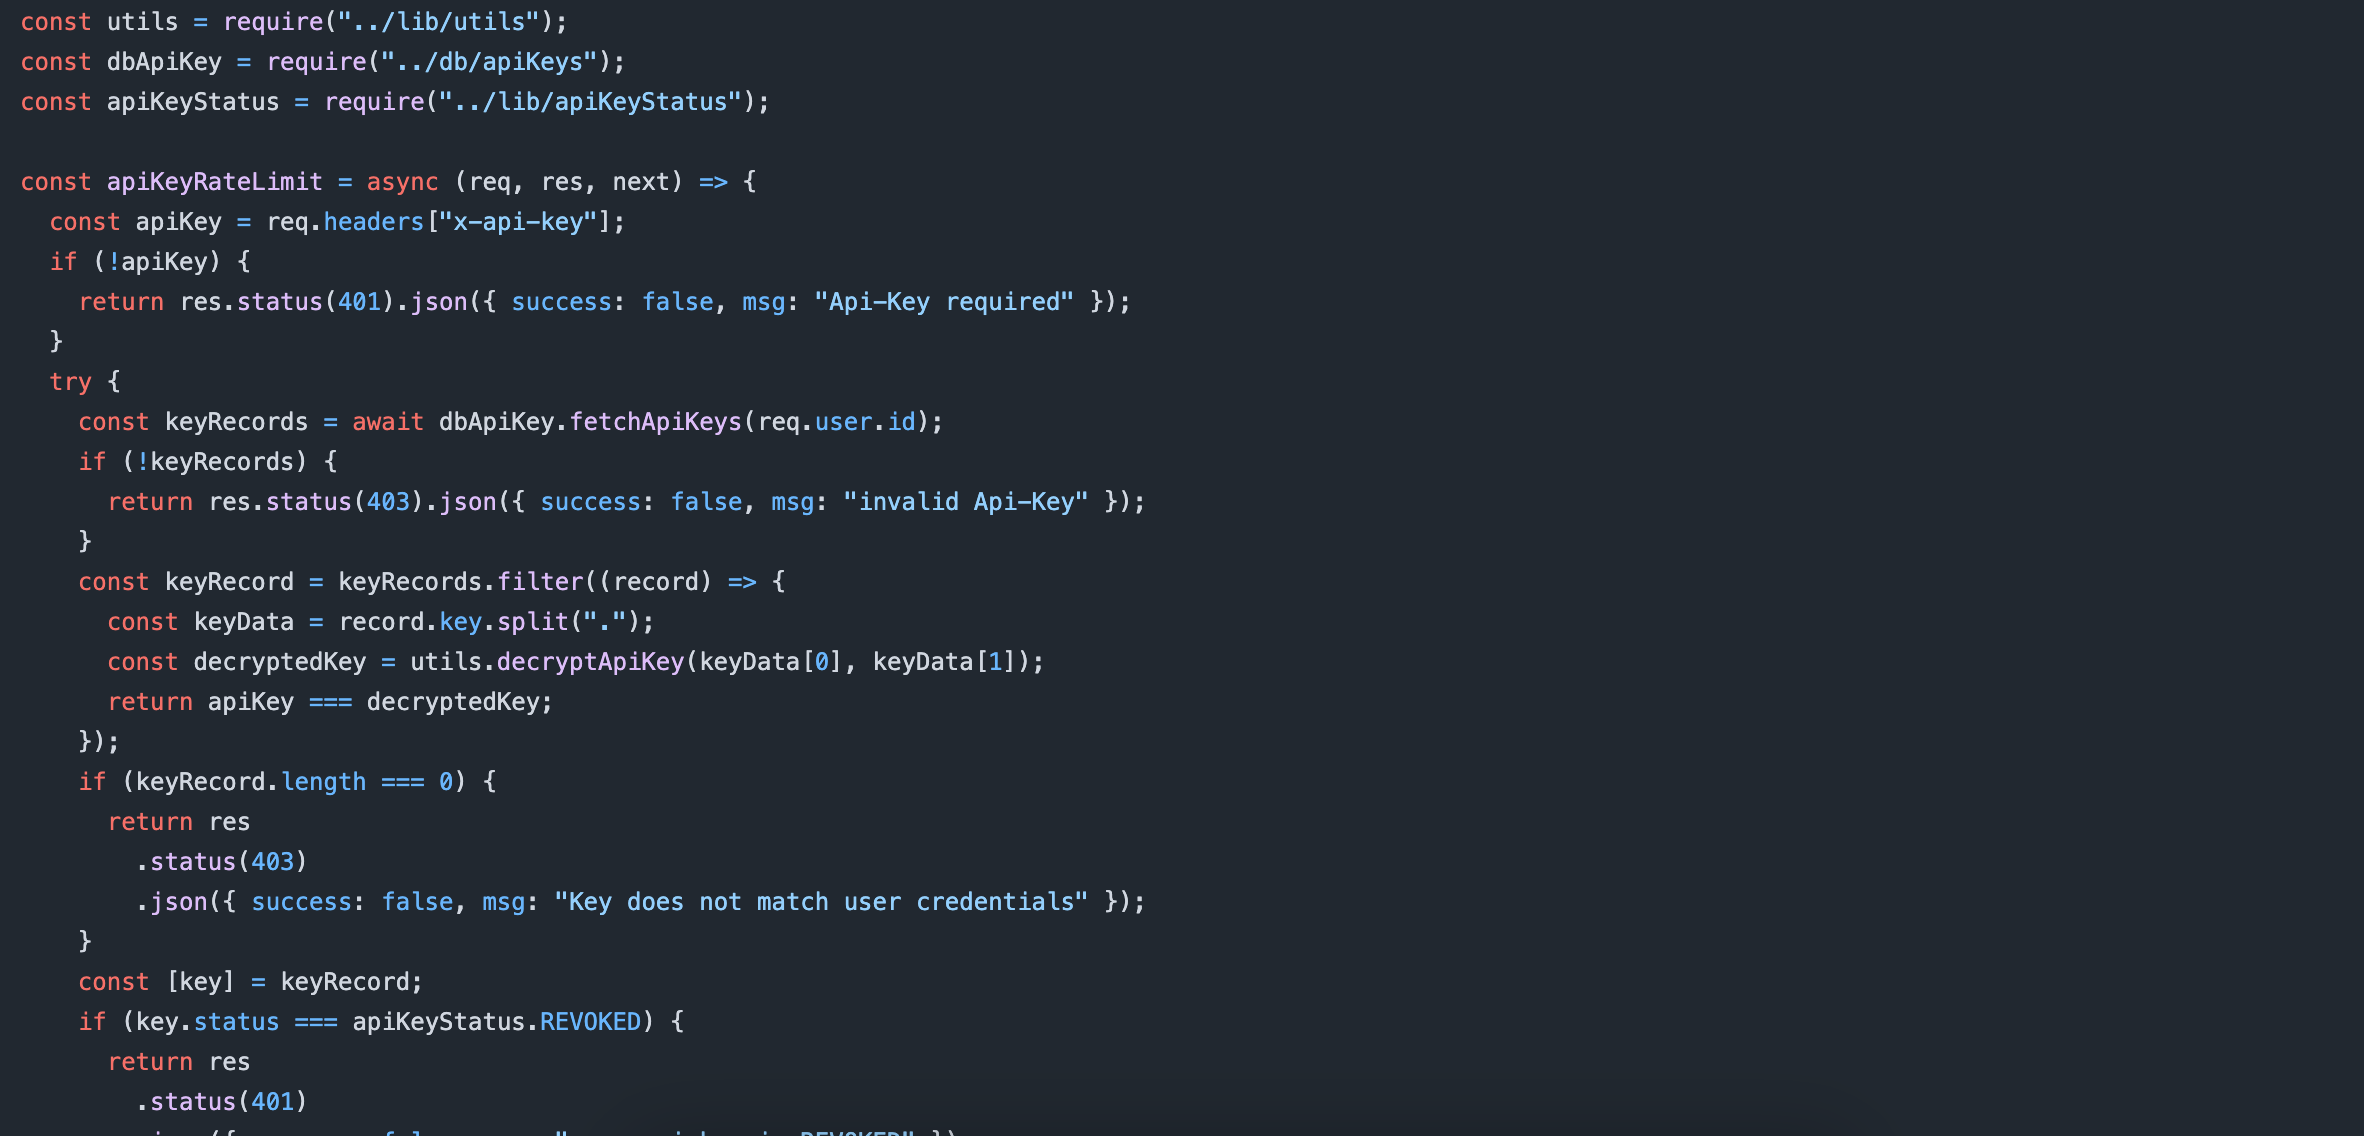 const utils = require("../lib/utils");
const dbApiKey = require("../db/apiKeys");
const apiKeyStatus = require("../lib/apiKeyStatus");
const apiKeyRateLimit = async (req, res, next) => {
  const apiKey = req.headers["x-api-key"];
  if (!apiKey) {
    return res.status(401).json({ success: false, msg: "Api-Key required" });
  }
  try {
    const keyRecords = await dbApiKey.fetchApiKeys(req.user.id);
    if (!keyRecords) {
      return res.status(403).json({ success: false, msg: "invalid Api-Key" });
    }
    const keyRecord = keyRecords.filter((record) => {
      const keyData = record.key.split(".");
      const decryptedKey = utils.decryptApiKey(keyData[0], keyData[1]);
      return apiKey === decryptedKey;
    });
    if (keyRecord.length === 0) {
      return res
        .status(403)
        .json({ success: false, msg: "Key does not match user credentials" });
    }
    const [key] = keyRecord;
    if (key.status === apiKeyStatus.REVOKED) {
      return res
        .status(401)